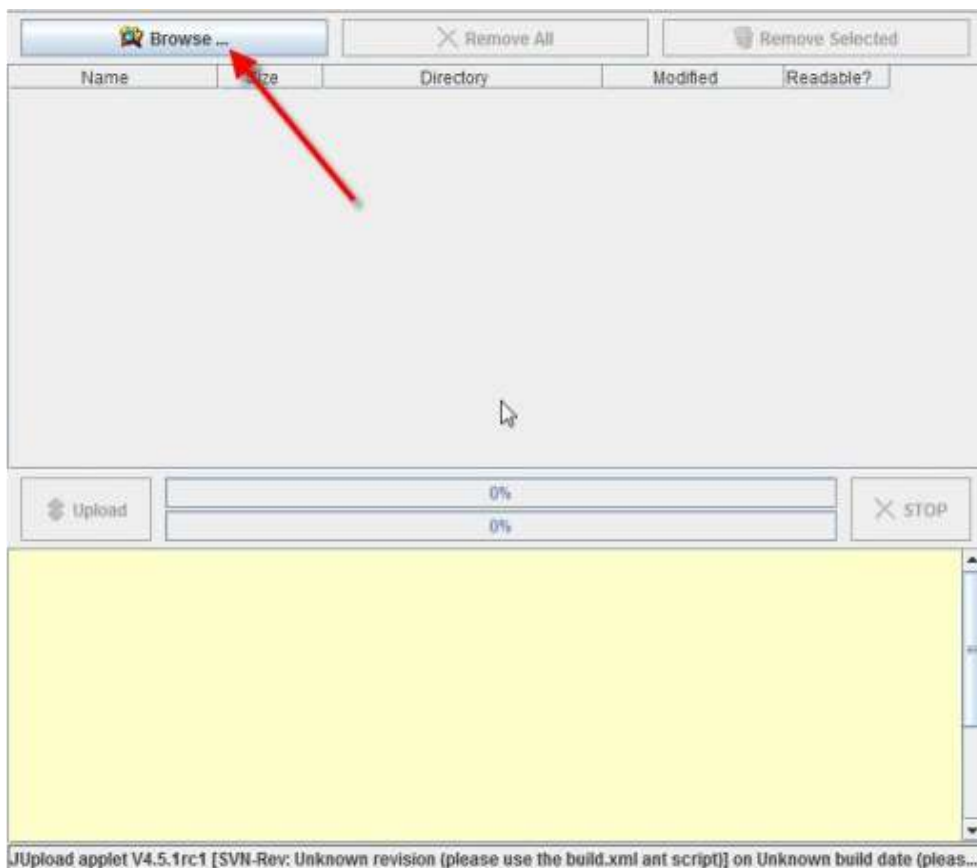 Browse ... Remove All Remove Selected
Name Size Directory Modified Readable?
0%
Upload STOP
0%
JUpload applet V4.5.1rc1 [SVN-Rev: Unknown revision (please use the build.xml ant script)] on Unknown build date (pleas...